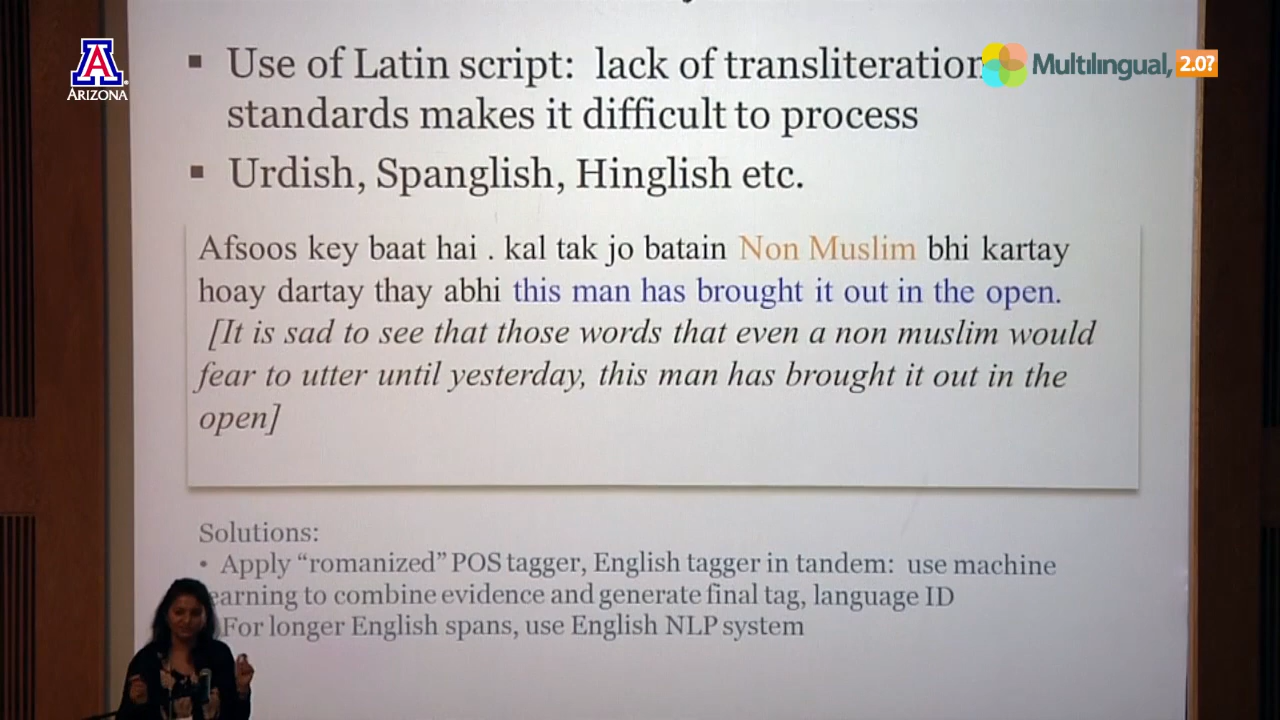 ▪ Use of Latin script: lack of transliteration
standards makes it difficult to process
▪ Urdish, Spanglish, Hinglish etc.
Afsoos key baat hai . kal tak jo batain Non Muslim bhi kartay
hoay dartay thay abhi this man has brought it out in the open.
[It is sad to see that those words that even a non muslim would
fear to utter until yesterday, this man has brought it out in the
open]
Solutions:
• Apply “romanized” POS tagger, English tagger in tandem: use machine
earning to combine evidence and generate final tag, language ID
For longer English spans, use English NLP system
A
ARIZONA
Multilingual, 2.0?